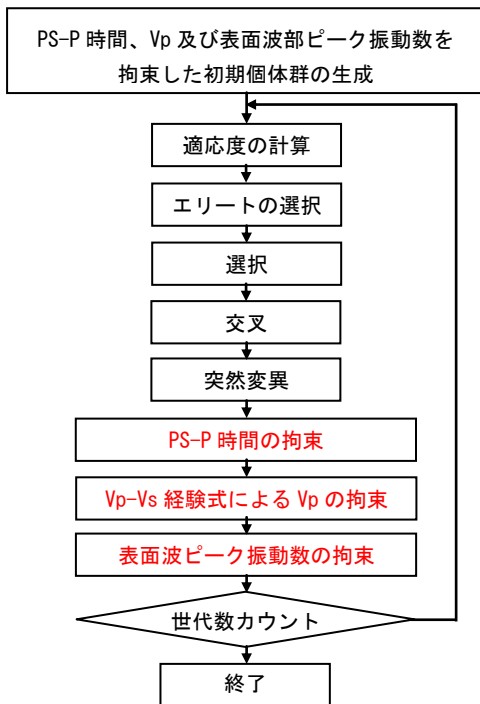 PS-P 時間、Vp 及び表面波部ピーク振動数を
拘束した初期個体群の生成
適応度の計算
エリートの選択
選択
交叉
突然変異
PS-P 時間の拘束
Vp-Vs 経験式による Vp の拘束
表面波ピーク振動数の拘束
世代数カウント
終了